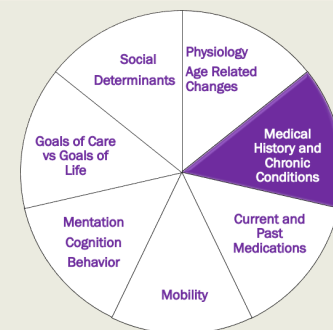 Physiology
Age Related
Changes
Medical
History and
Chronic
Conditions
Current and
Past
Medications
Mobility
Mentation
Cognition
Behavior
Goals of Care
vs Goals of
Life
Social
Determinants